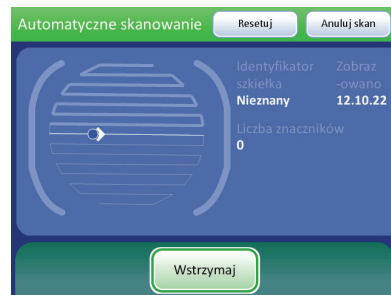 Automatyczne skanowanie
Resetuj
Anuluj skan
Identyfikator
szkiełka
Nieznany
Zobraz
-owano
12.10.22
Liczba znaczników
0
Wstrzymaj